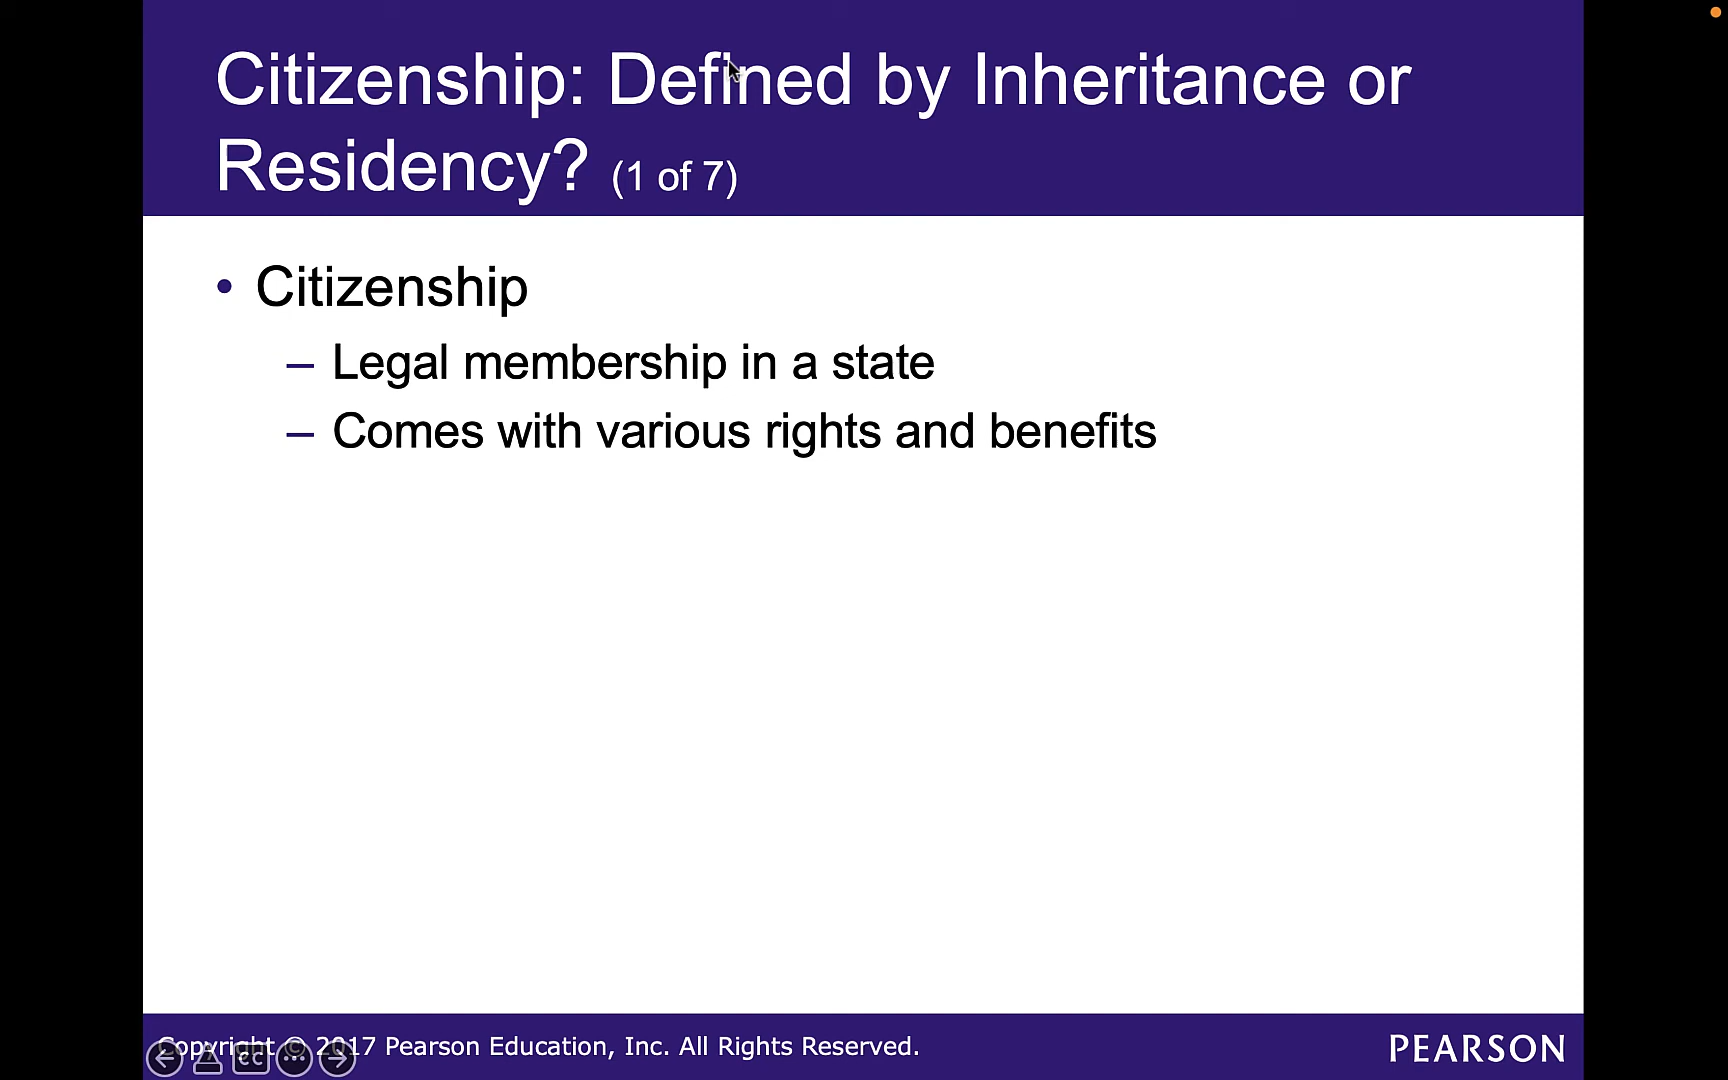 Citizenship: Defined by Inheritance or
Residency? (1 of 7)
• Citizenship
– Legal membership in a state
– Comes with various rights and benefits
Copyright © 2017 Pearson Education, Inc. All Rights Reserved.
CC
PEARSON